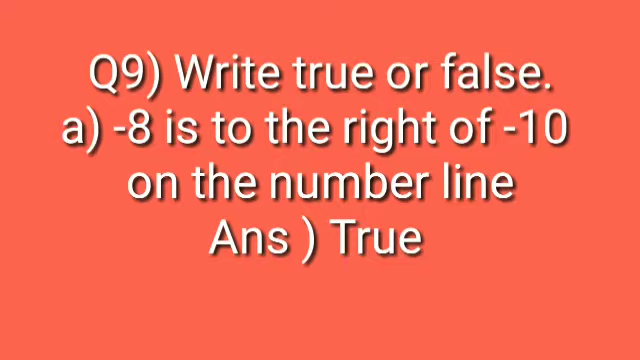 Q9) Write true or false.
a) -8 is to the right of -10
on the number line
Ans ) True